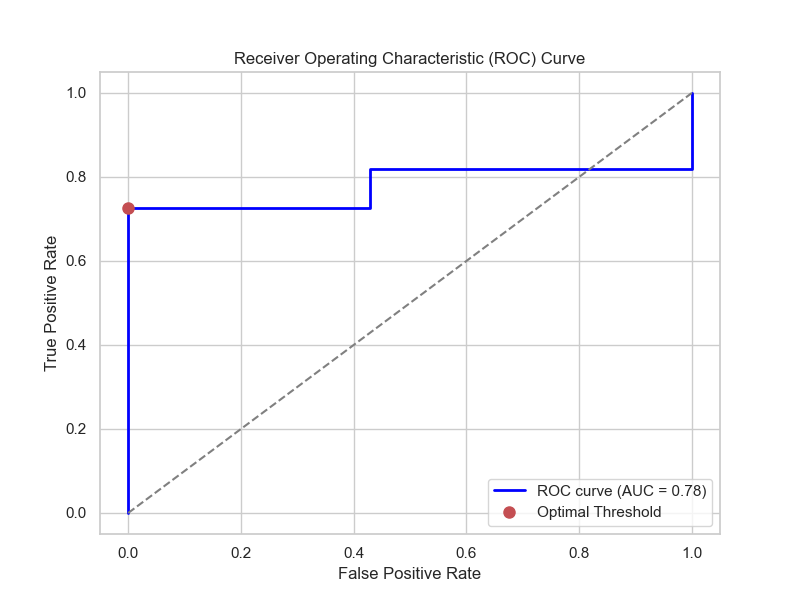 Receiver Operating Characteristic (ROC) Curve
True Positive Rate
1.0
0.8
0.6
0.4
0.2
0.0
ROC curve (AUC = 0.78)
Optimal Threshold
0.0 0.2 0.4 0.6 0.8 1.0
False Positive Rate